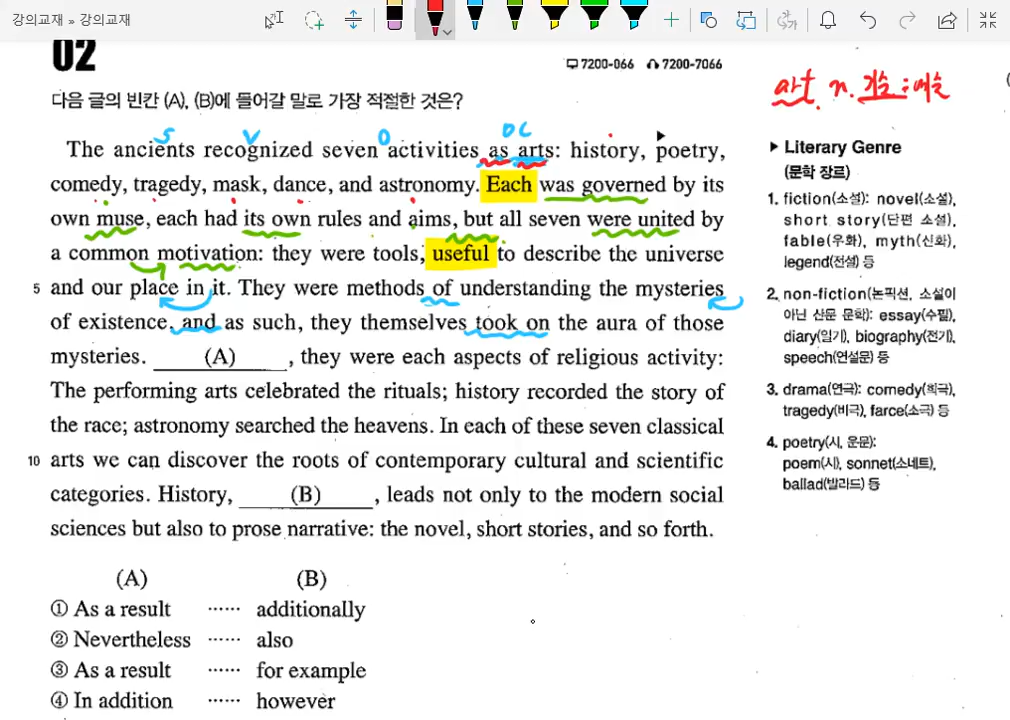 강의교재 » 강의교재
02
7200-066 7200-7066
art n. 기술 : 예술
다음 글의 빈칸 (A), (B)에 들어갈 말로 가장 적절한 것은?
S V O OC
The ancients recognized seven activities as arts: history, poetry,
comedy, tragedy, mask, dance, and astronomy. Each was governed by its
own muse, each had its own rules and aims, but all seven were united by
a common motivation: they were tools, useful to describe the universe
5 and our place in it. They were methods of understanding the mysteries
of existence, and as such, they themselves took on the aura of those
mysteries. (A) , they were each aspects of religious activity:
The performing arts celebrated the rituals; history recorded the story of
the race; astronomy searched the heavens. In each of these seven classical
10 arts we can discover the roots of contemporary cultural and scientific
categories. History, (B) , leads not only to the modern social
sciences but also to prose narrative: the novel, short stories, and so forth.
(A) (B)
① As a result ······ additionally
② Nevertheless ······ also
③ As a result ······ for example
④ In addition ······ however
▶ Literary Genre
(문학 장르)
1. fiction(소설): novel(소설),
short story(단편 소설),
fable(우화), myth(신화),
legend(전설) 등
2. non-fiction(논픽션, 소설이
아닌 산문 문학): essay(수필),
diary(일기), biography(전기),
speech(연설문) 등
3. drama(연극): comedy(희극),
tragedy(비극), farce(소극) 등
4. poetry(시, 운문):
poem(시), sonnet(소네트),
ballad(발라드) 등